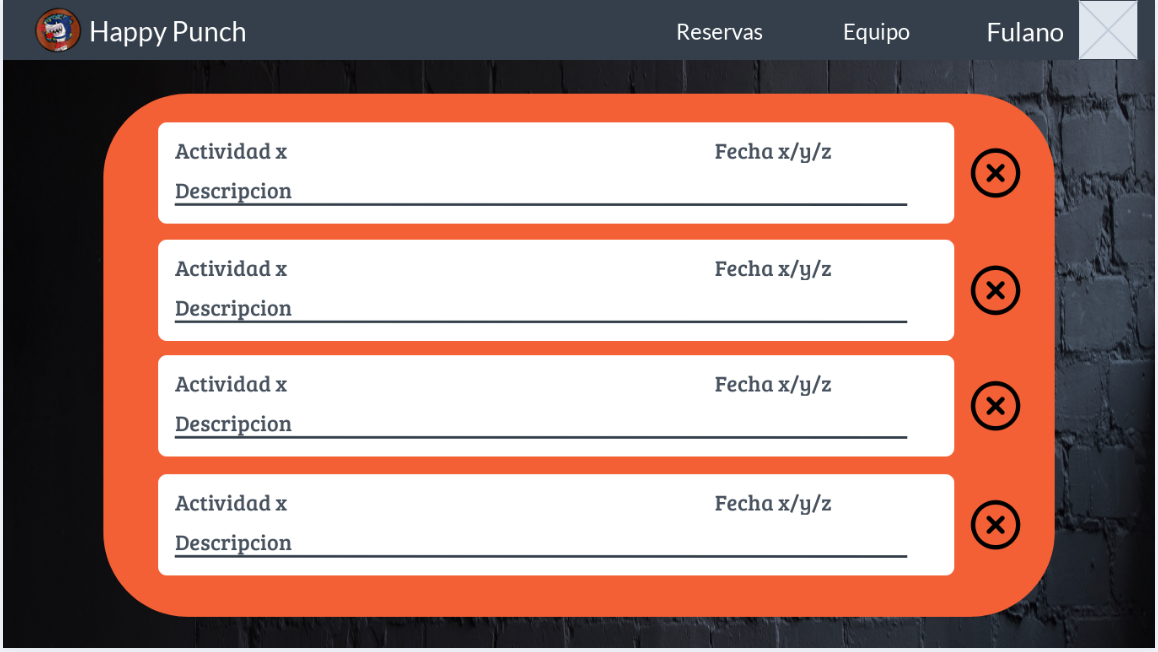 Happy Punch Reservas Equipo Fulano
Actividad x Fecha x/y/z
Descripcion
Actividad x Fecha x/y/z
Descripcion
Actividad x Fecha x/y/z
Descripcion
Actividad x Fecha x/y/z
Descripcion